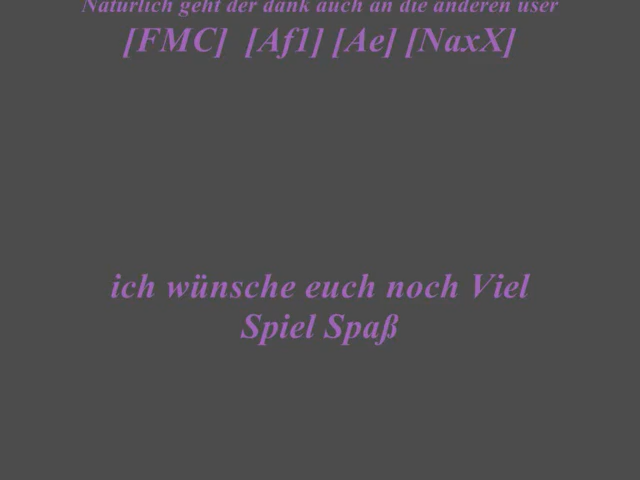 Natürlich geht der dank auch an die anderen user
[FMC] [Af1] [Ae] [NaxX]
ich wünsche euch noch Viel
Spiel Spaß